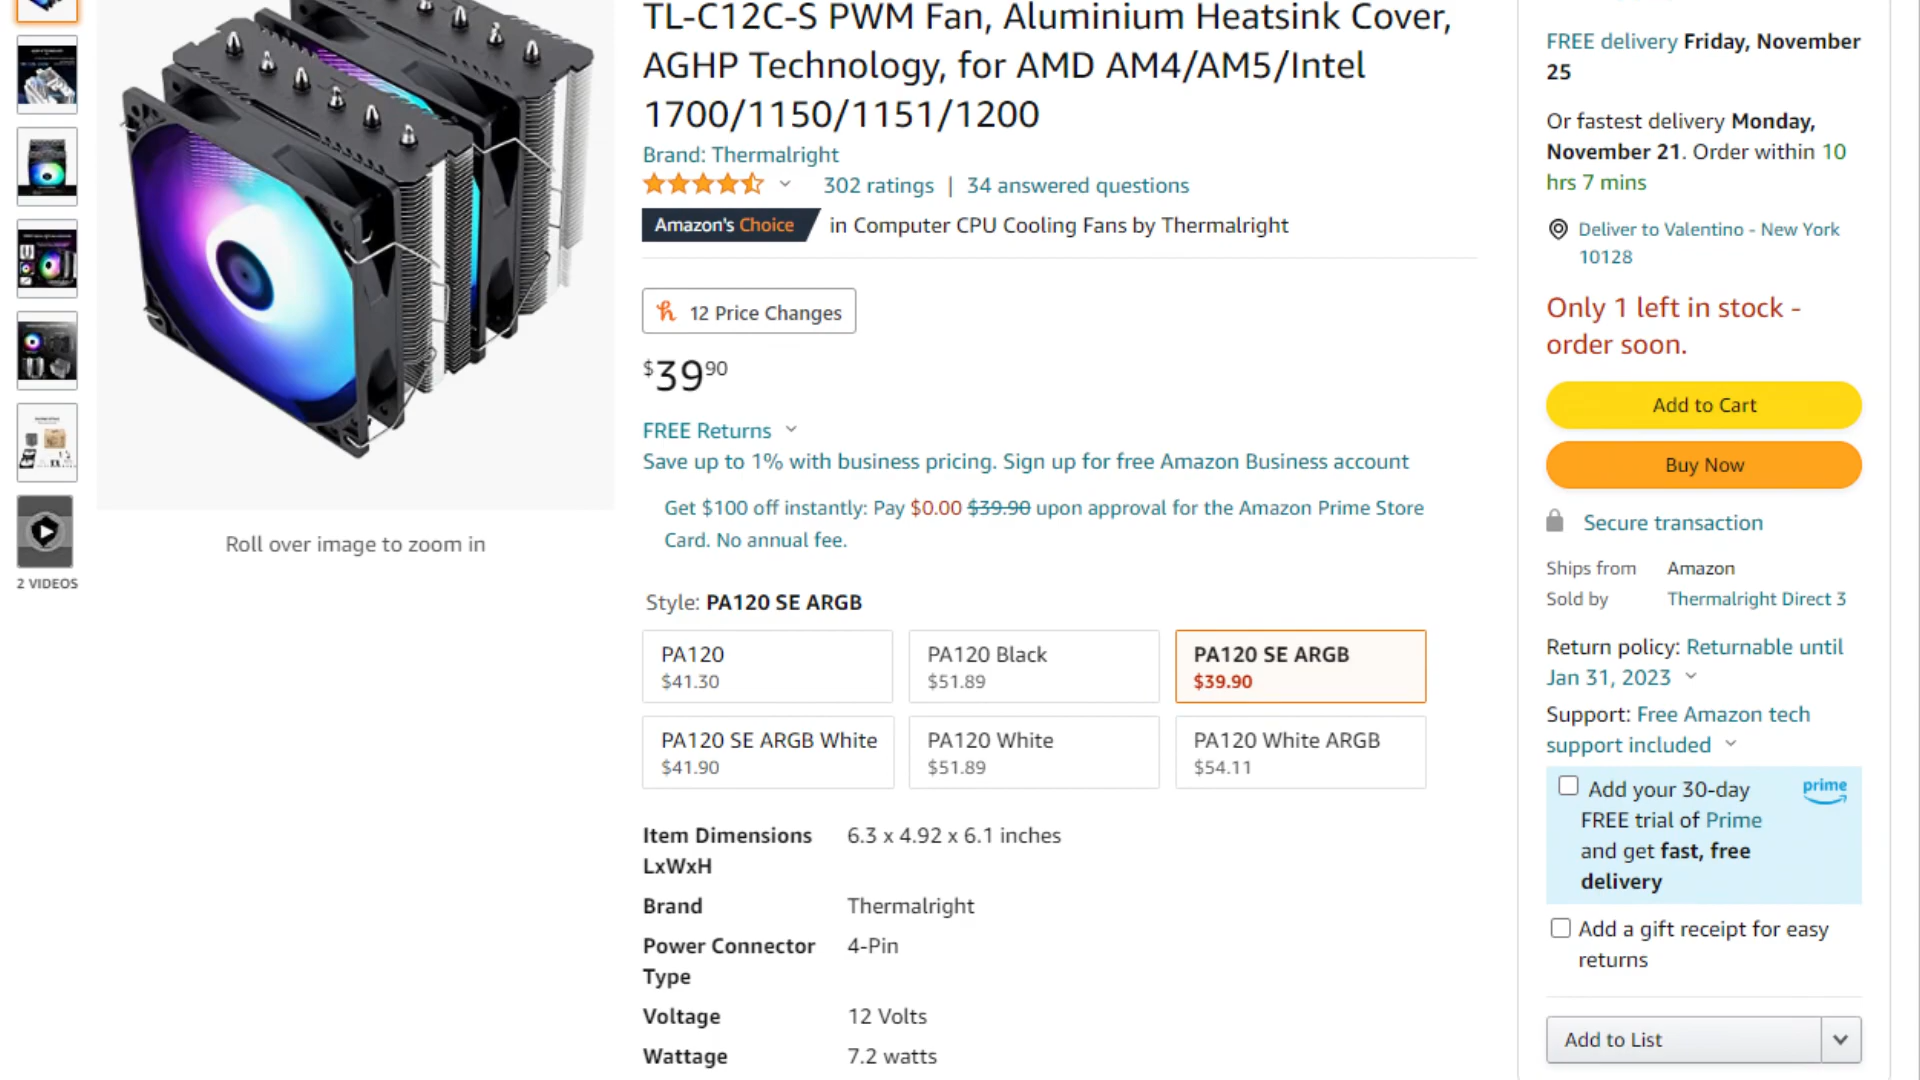 TL-C12C-S PWM Fan, Aluminium Heatsink Cover,
AGHP Technology, for AMD AM4/AM5/Intel
1700/1150/1151/1200
Brand: Thermalright
302 ratings | 34 answered questions
Amazon's Choice in Computer CPU Cooling Fans by Thermalright
12 Price Changes
$39 90
FREE Returns
Save up to 1% with business pricing. Sign up for free Amazon Business account
Get $100 off instantly: Pay $0.00 $39.90 upon approval for the Amazon Prime Store
Card. No annual fee.
Roll over image to zoom in
2 VIDEOS
Style: PA120 SE ARGB
PA120
$41.30
PA120 Black
$51.89
PA120 SE ARGB
$39.90
PA120 SE ARGB White
$41.90
PA120 White
$51.89
PA120 White ARGB
$54.11
Item Dimensions 6.3 x 4.92 x 6.1 inches
LxWxH
Brand Thermalright
Power Connector 4-Pin
Type
Voltage 12 Volts
Wattage 7.2 watts
FREE delivery Friday, November
25
Or fastest delivery Monday,
November 21. Order within 10
hrs 7 mins
Deliver to Valentino - New York
10128
Only 1 left in stock -
order soon.
Add to Cart
Buy Now
Secure transaction
Ships from Amazon
Sold by Thermalright Direct 3
Return policy: Returnable until
Jan 31, 2023
Support: Free Amazon tech
support included
Add your 30-day
prime
FREE trial of Prime
and get fast, free
delivery
Add a gift receipt for easy
returns
Add to List